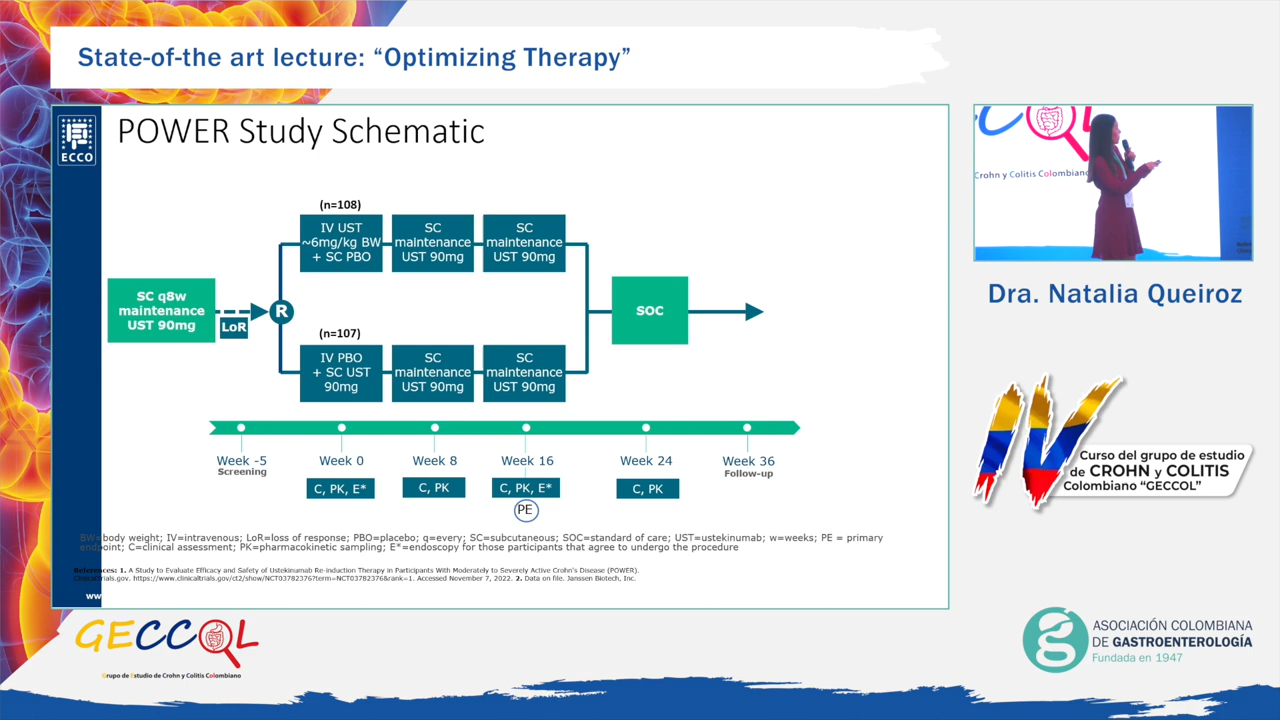 State-of-the art lecture: “Optimizing Therapy”
ECCO
POWER Study Schematic
(n=108)
IV UST
~6mg/kg BW
+ SC PBO
SC
maintenance
UST 90mg
SC
maintenance
UST 90mg
SC q8w
maintenance
UST 90mg
LoR
R
SOC
(n=107)
IV PBO
+ SC UST
90mg
SC
maintenance
UST 90mg
SC
maintenance
UST 90mg
Week -5
Screening
Week 0
Week 8
Week 16
Week 24
Week 36
Follow-up
C, PK, E*
C, PK
C, PK, E*
C, PK
PE
BW=body weight; IV=intravenous; LoR=loss of response; PBO=placebo; q=every; SC=subcutaneous; SOC=standard of care; UST=ustekinumab; w=weeks; PE = primary
endpoint; C=clinical assessment; PK=pharmacokinetic sampling; E*=endoscopy for those participants that agree to undergo the procedure
References: 1. A Study to Evaluate Efficacy and Safety of Ustekinumab Re-induction Therapy in Participants With Moderately to Severely Active Crohn's Disease (POWER).
ClinicalTrials.gov. https://www.clinicaltrials.gov/ct2/show/NCT03782376?term=NCT03782376&rank=1. Accessed November 7, 2022. 2. Data on file. Janssen Biotech, Inc.
ww
Crohn y Colitis Colombiano
Dra. Natalia Queiroz
IV
Curso del grupo de estudio
de CROHN y COLITIS
Colombiano “GECCOL”
GECCOL
Grupo de Estudio de Crohn y Colitis Colombiano
ASOCIACIÓN COLOMBIANA
DE GASTROENTEROLOGÍA
Fundada en 1947